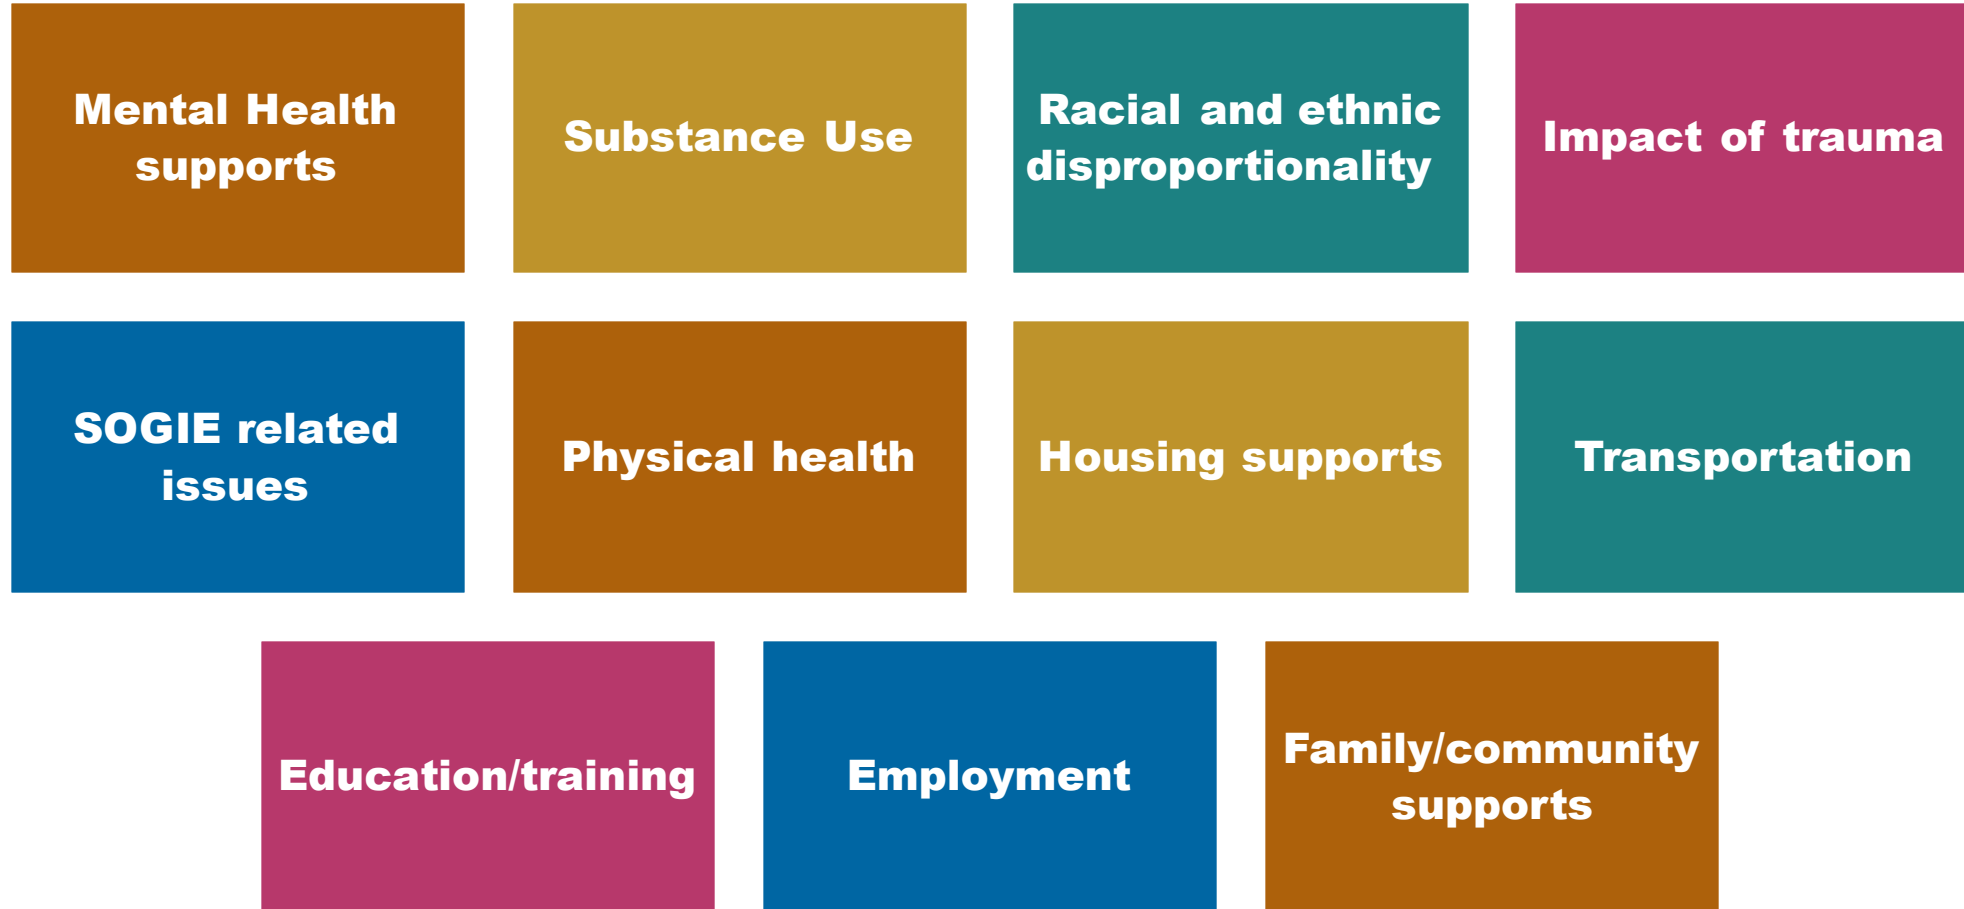 Mental Health
supports
Substance Use
Racial and ethnic
disproportionality
Impact of trauma
SOGIE related
issues
Physical health
Housing supports
Transportation
Education/training
Employment
Family/community
supports